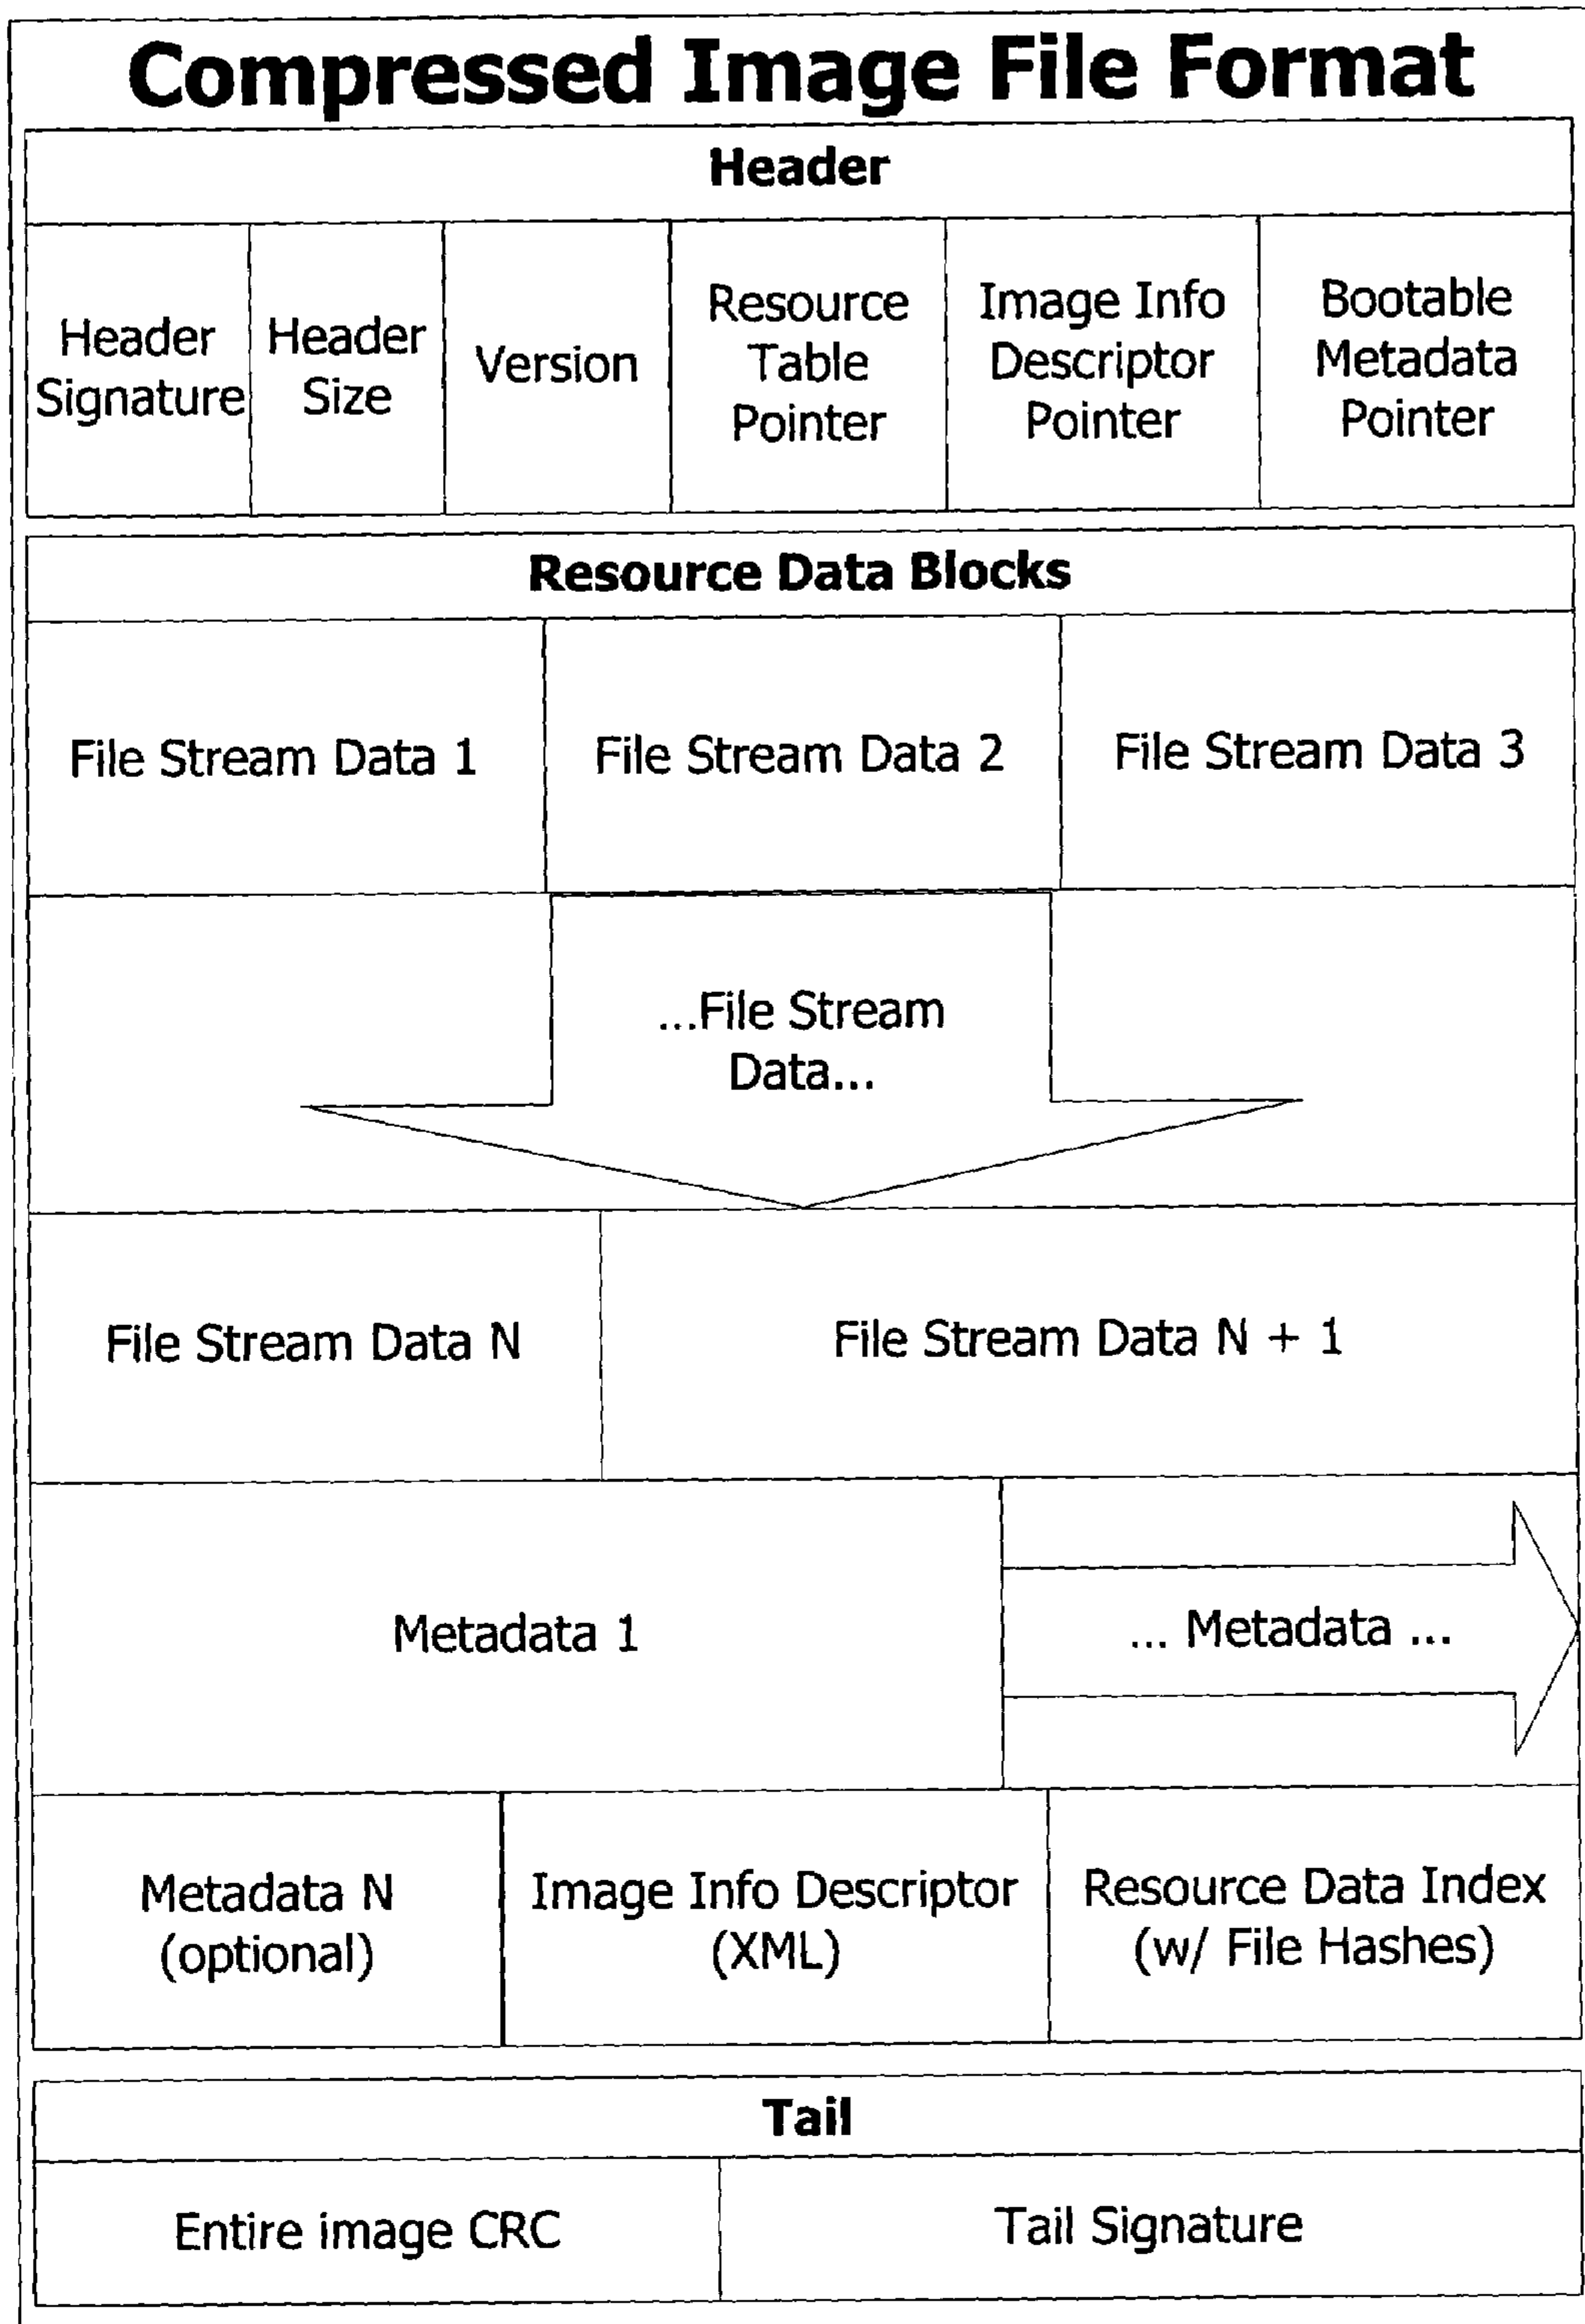 Compressed Image File Format
Header
Header
Signature
Header
Size
Version
Resource
Table
Pointer
Image Info
Descriptor
Pointer
Bootable
Metadata
Pointer
Resource Data Blocks
File Stream Data 1
File Stream Data 2
File Stream Data 3
...File Stream
Data...
File Stream Data N
File Stream Data N + 1
Metadata 1
... Metadata ...
Metadata N
(optional)
Image Info Descriptor
(XML)
Resource Data Index
(w/ File Hashes)
Tail
Entire image CRC
Tail Signature